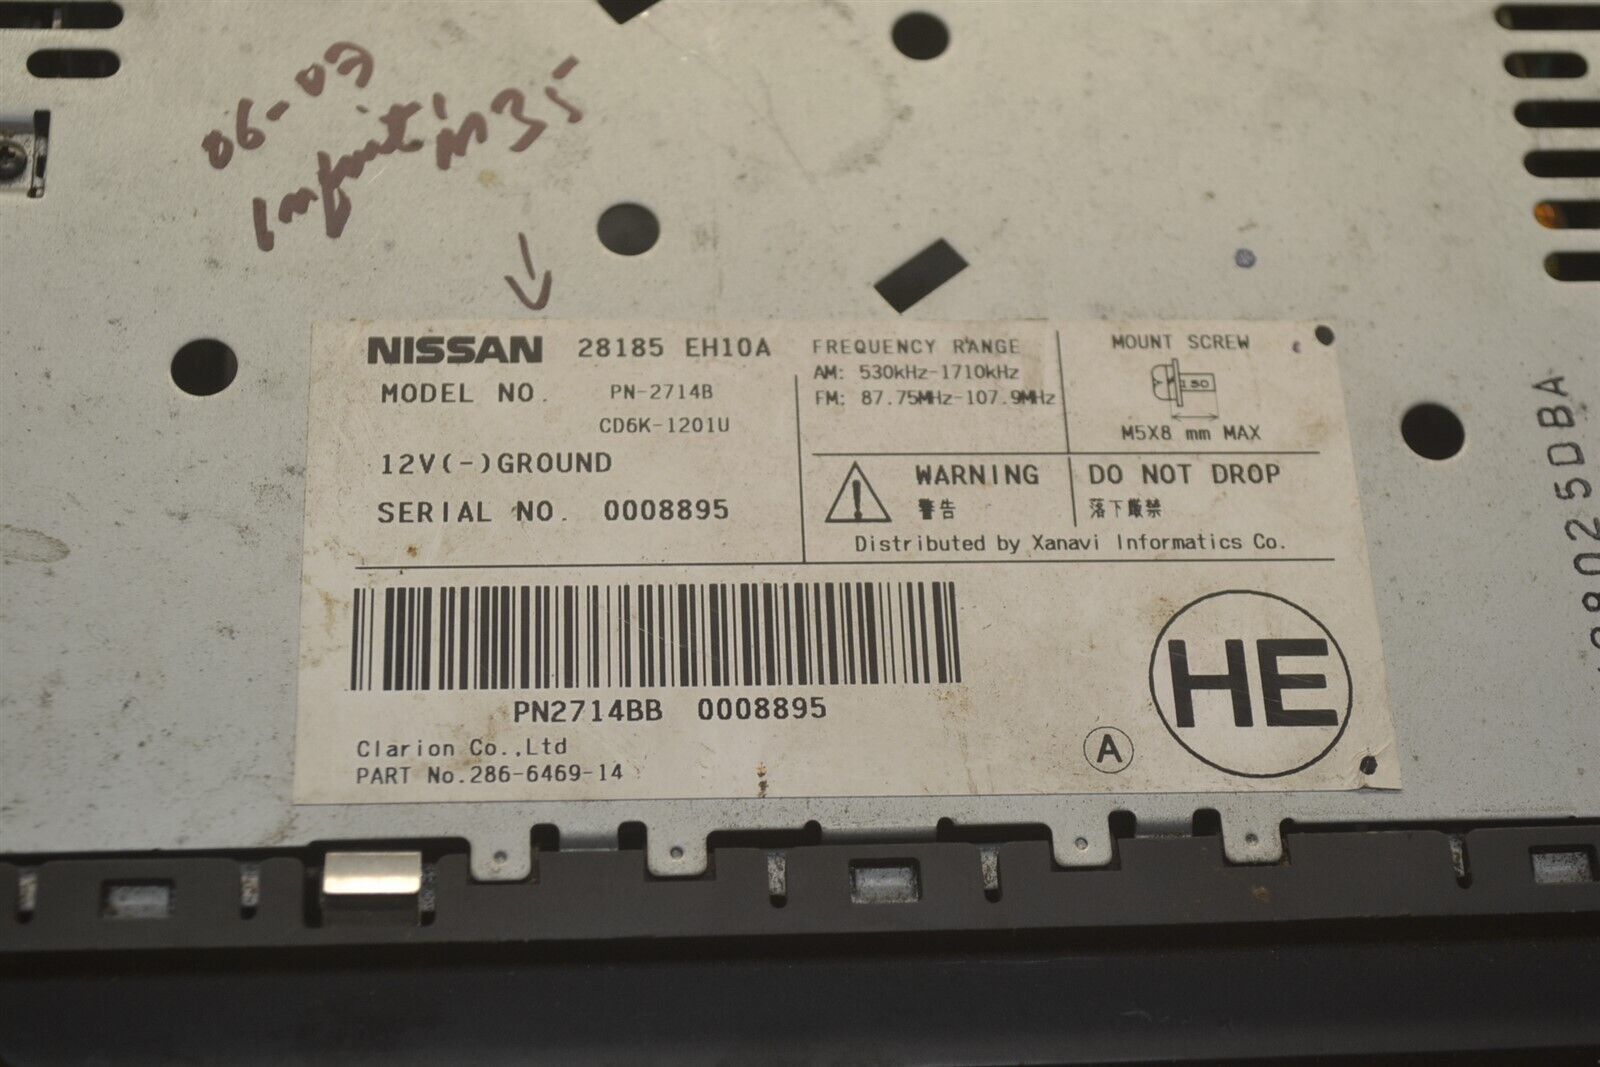 06-07
Infiniti M35
NISSAN 28185 EH10A
MODEL NO. PN-2714B
CD6K-1201U
12V(-)GROUND
SERIAL NO. 0008895
FREQUENCY RANGE
AM: 530kHz-1710kHz
FM: 87.75MHz-107.9MHz
MOUNT SCREW
M5X8 mm MAX
WARNING
警告
DO NOT DROP
落下厳禁
Distributed by Xanavi Informatics Co.
PN2714BB 0008895
Clarion Co.,Ltd
PART No.286-6469-14
A
HE
8025DBA